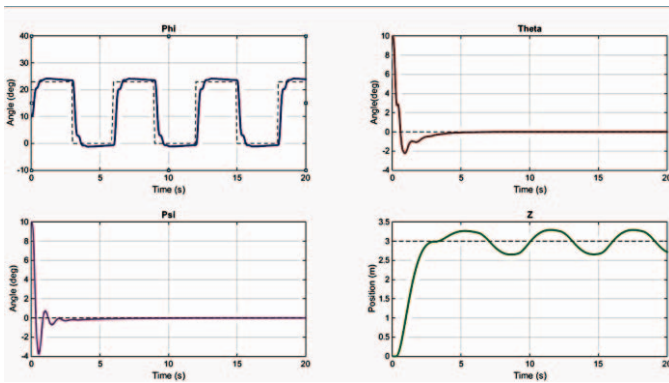 Phi
Angle (deg)
40
30
20
10
0
-10
0 5 10 15 20
Time (s)
Theta
Angle(deg)
10
8
6
4
2
0
-2
-4
0 5 10 15 20
Time (s)
Psi
Angle (deg)
10
8
6
4
2
0
-2
-4
0 5 10 15 20
Time (s)
Z
Position (m)
3.5
3
2.5
2
1.5
1
0.5
0
0 5 10 15 20
Time (s)